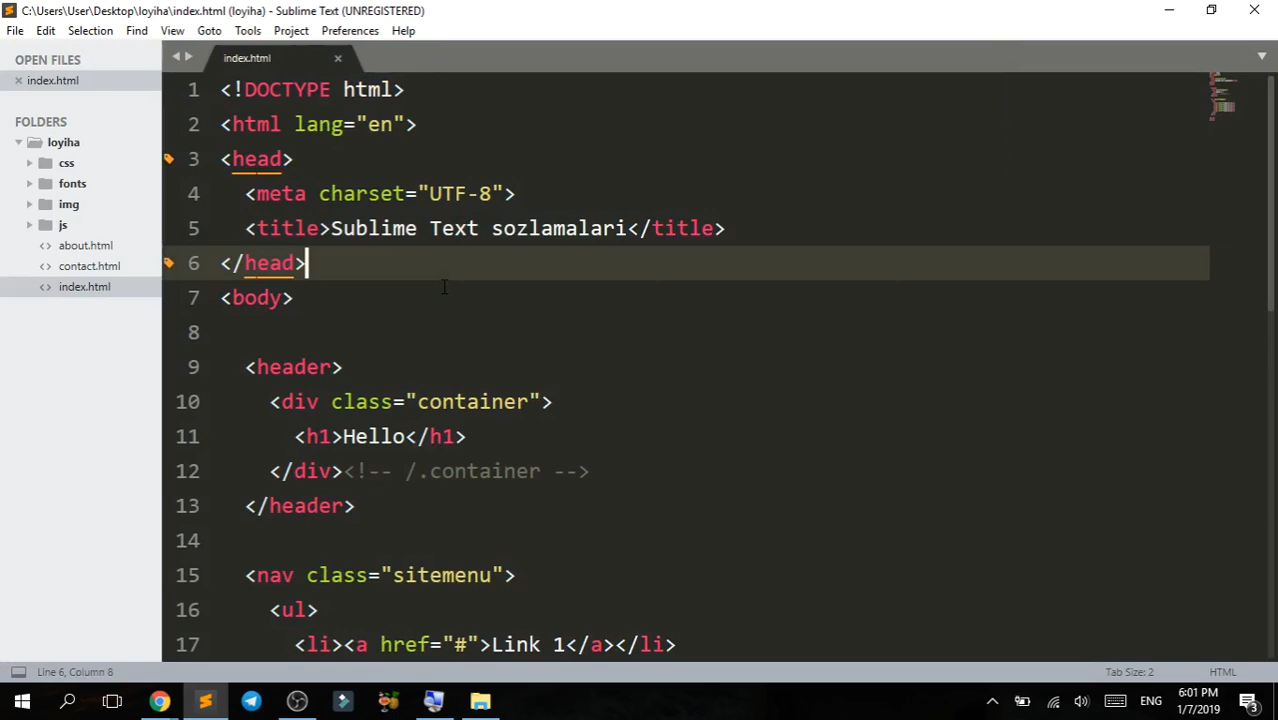 C:\Users\User\Desktop\loyiha\index.html (loyiha) - Sublime Text (UNREGISTERED)
File Edit Selection Find View Goto Tools Project Preferences Help
OPEN FILES
index.html
FOLDERS
loyiha
css
fonts
img
js
about.html
contact.html
index.html
index.html
1 <!DOCTYPE html>
2 <html lang="en">
3 <head>
4 <meta charset="UTF-8">
5 <title>Sublime Text sozlamalari</title>
6 </head>
7 <body>
8
9 <header>
10 <div class="container">
11 <h1>Hello</h1>
12 </div><!-- /.container -->
13 </header>
14
15 <nav class="sitemenu">
16 <ul>
17 <li><a href="#">Link 1</a></li>
Line 6, Column 8
Tab Size: 2
HTML
ENG
6:01 PM
1/7/2019
3